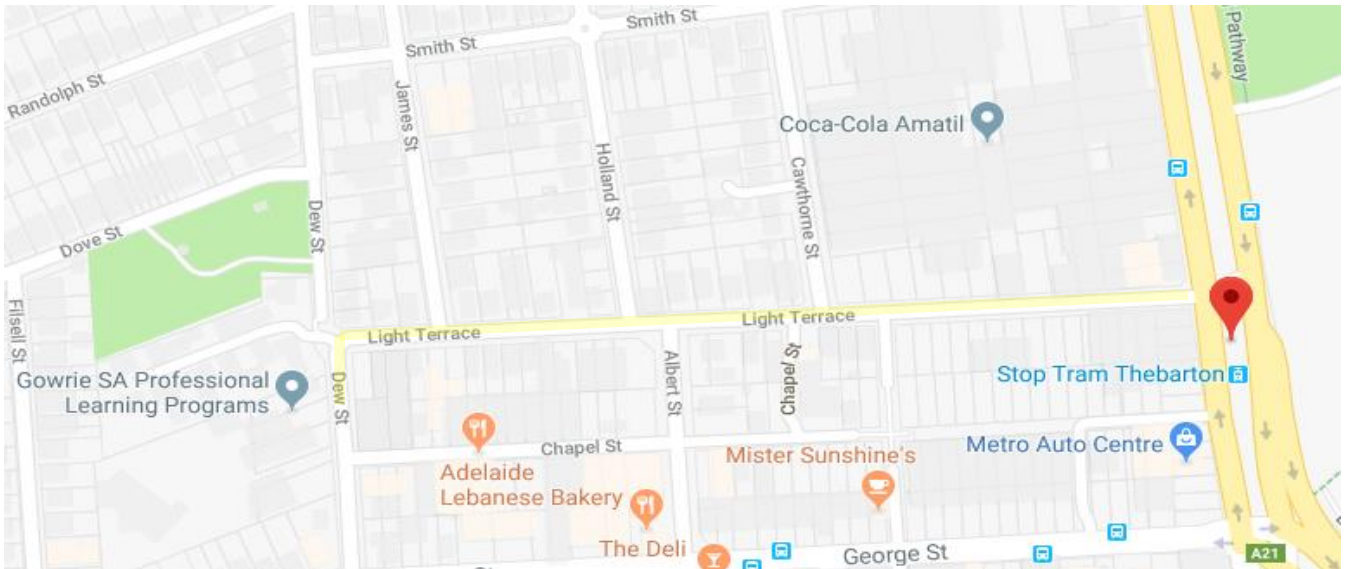 Smith St
Smith St
Pathway
Randolph St
James St
Coca-Cola Amatil
Holland St
Cawthorne St
Dew St
Dove St
Filsell St
Light Terrace
Light Terrace
Gowrie SA Professional
Learning Programs
Dew St
Albert St
Chapel St
Stop Tram Thebarton
Chapel St
Metro Auto Centre
Mister Sunshine's
Adelaide
Lebanese Bakery
The Deli
George St
A21